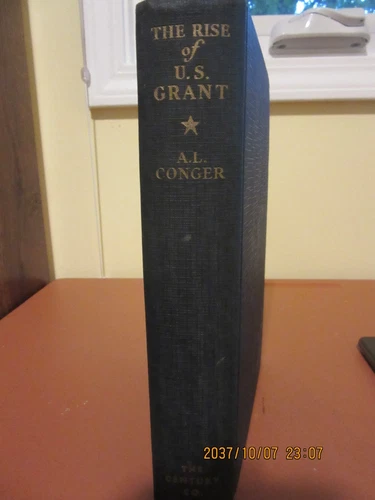 THE RISE
of
U.S.
GRANT
A.L.
CONGER
THE
CENTURY
CO
2037/10/07 23:07